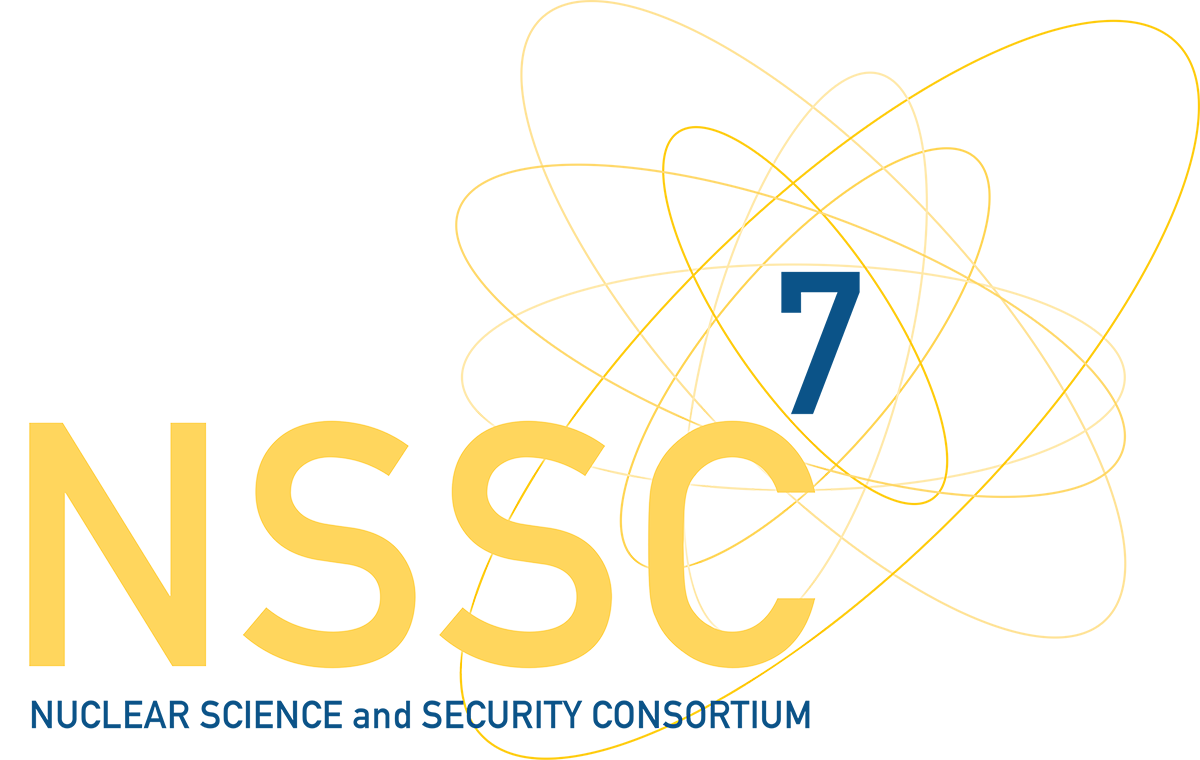 7
NSSC
NUCLEAR SCIENCE and SECURITY CONSORTIUM